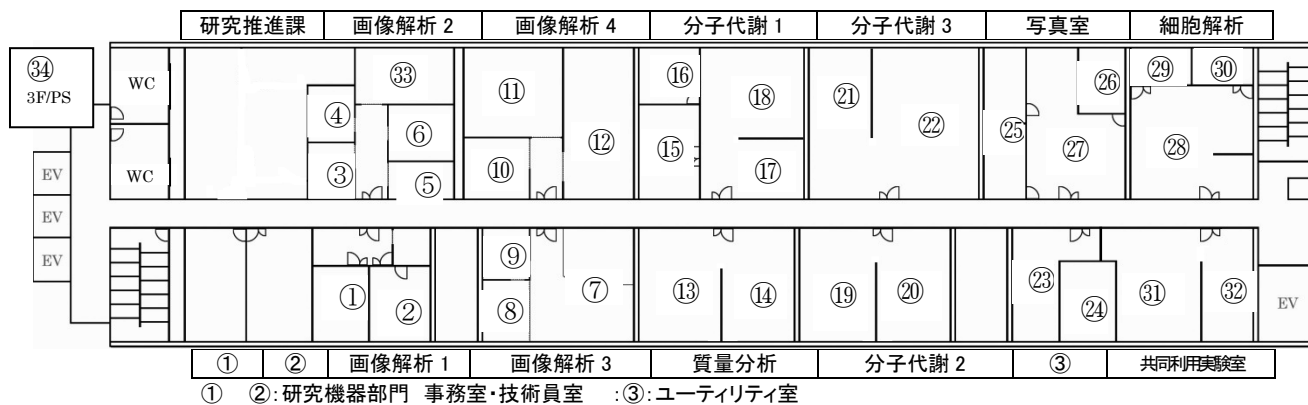 研究推進課 画像解析 2 画像解析 4 分子代謝 1 分子代謝 3 写真室 細胞解析
㉞
3F/PS
WC
④ ㉝ ⑪ ⑯ ⑱ ㉑ ㉖ ㉙ ㉚
⑥ ⑫ ⑮ ㉒ ㉕ ㉗ ㉘
WC
③ ⑤ ⑩ ⑰
EV
EV
EV
⑨ ⑦ ⑬ ⑭ ⑲ ⑳ ㉓ ㉛ ㉜
① ② ⑧ ㉔ EV
① ② 画像解析 1 画像解析 3 質量分析 分子代謝 2 ③ 共同利用実験室
① ②:研究機器部門 事務室・技術員室 :③:ユーティリティ室